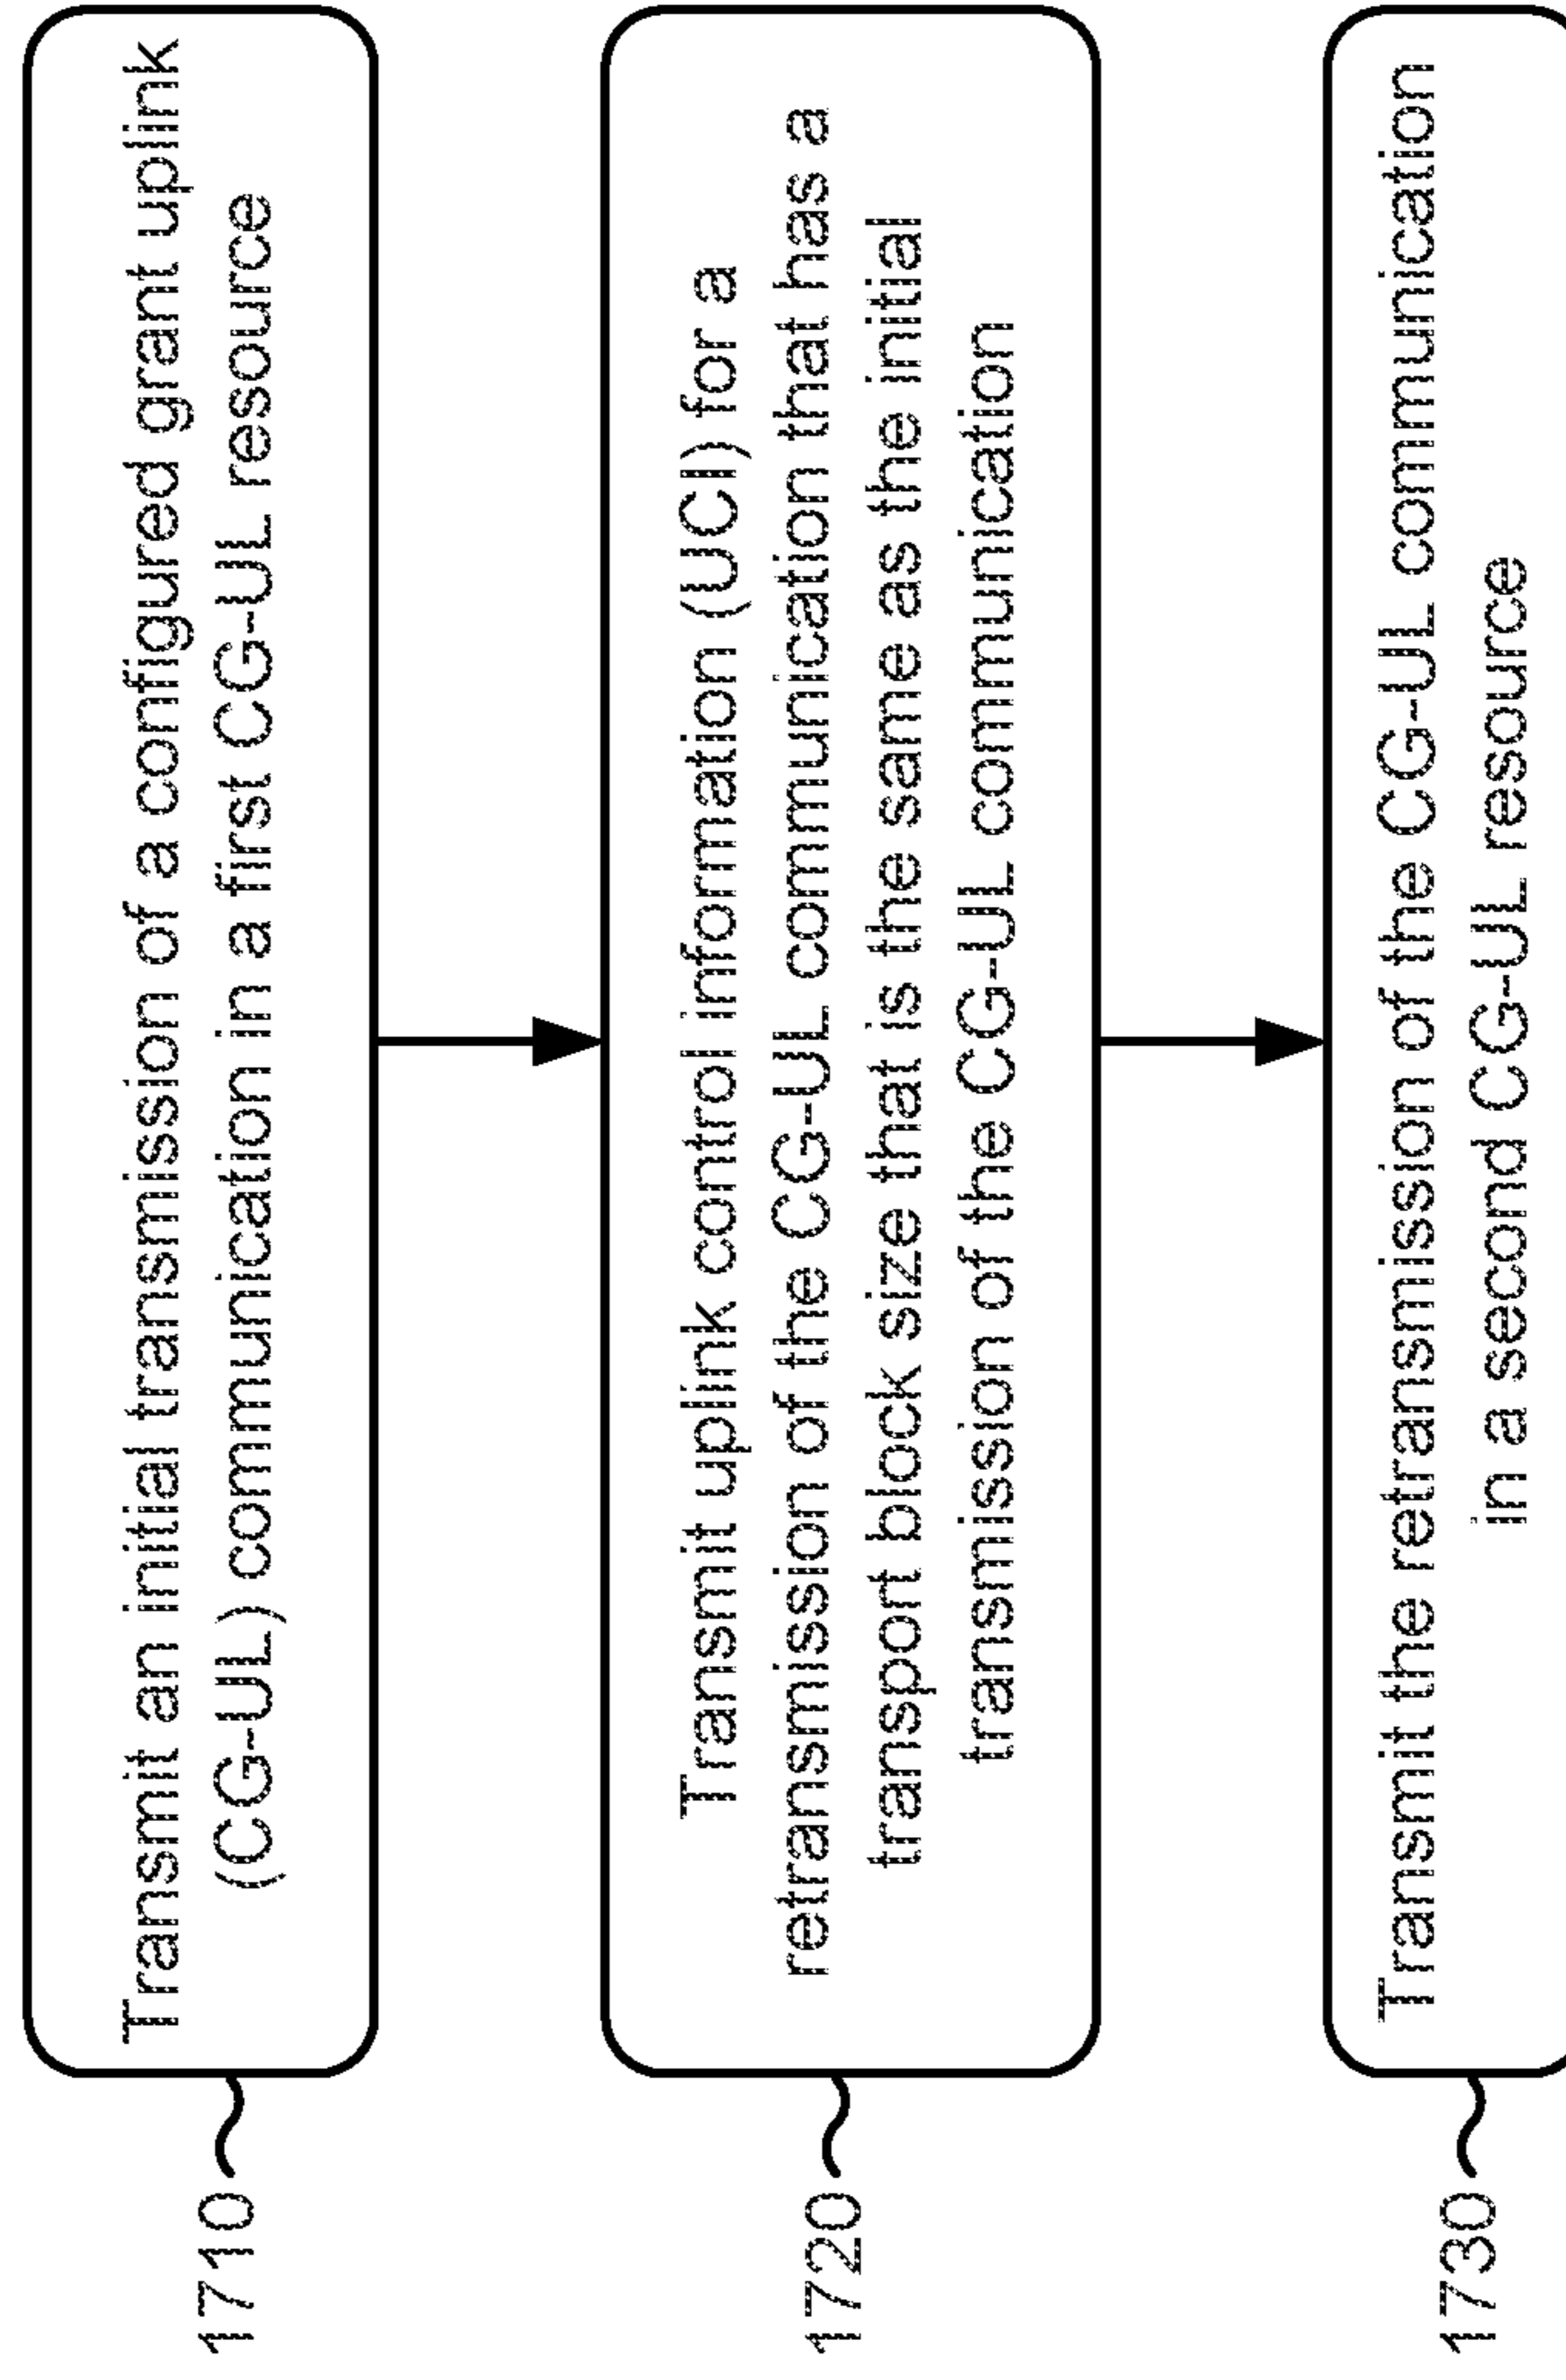 1710
Transmit an initial transmission of a configured grant uplink
(CG-UL) communication in a first CG-UL resource
1720
Transmit uplink control information (UCI) for a
retransmission of the CG-UL communication that has a
transport block size that is the same as the initial
transmission of the CG-UL communication
1730
Transmit the retransmission of the CG-UL communication
in a second CG-UL resource